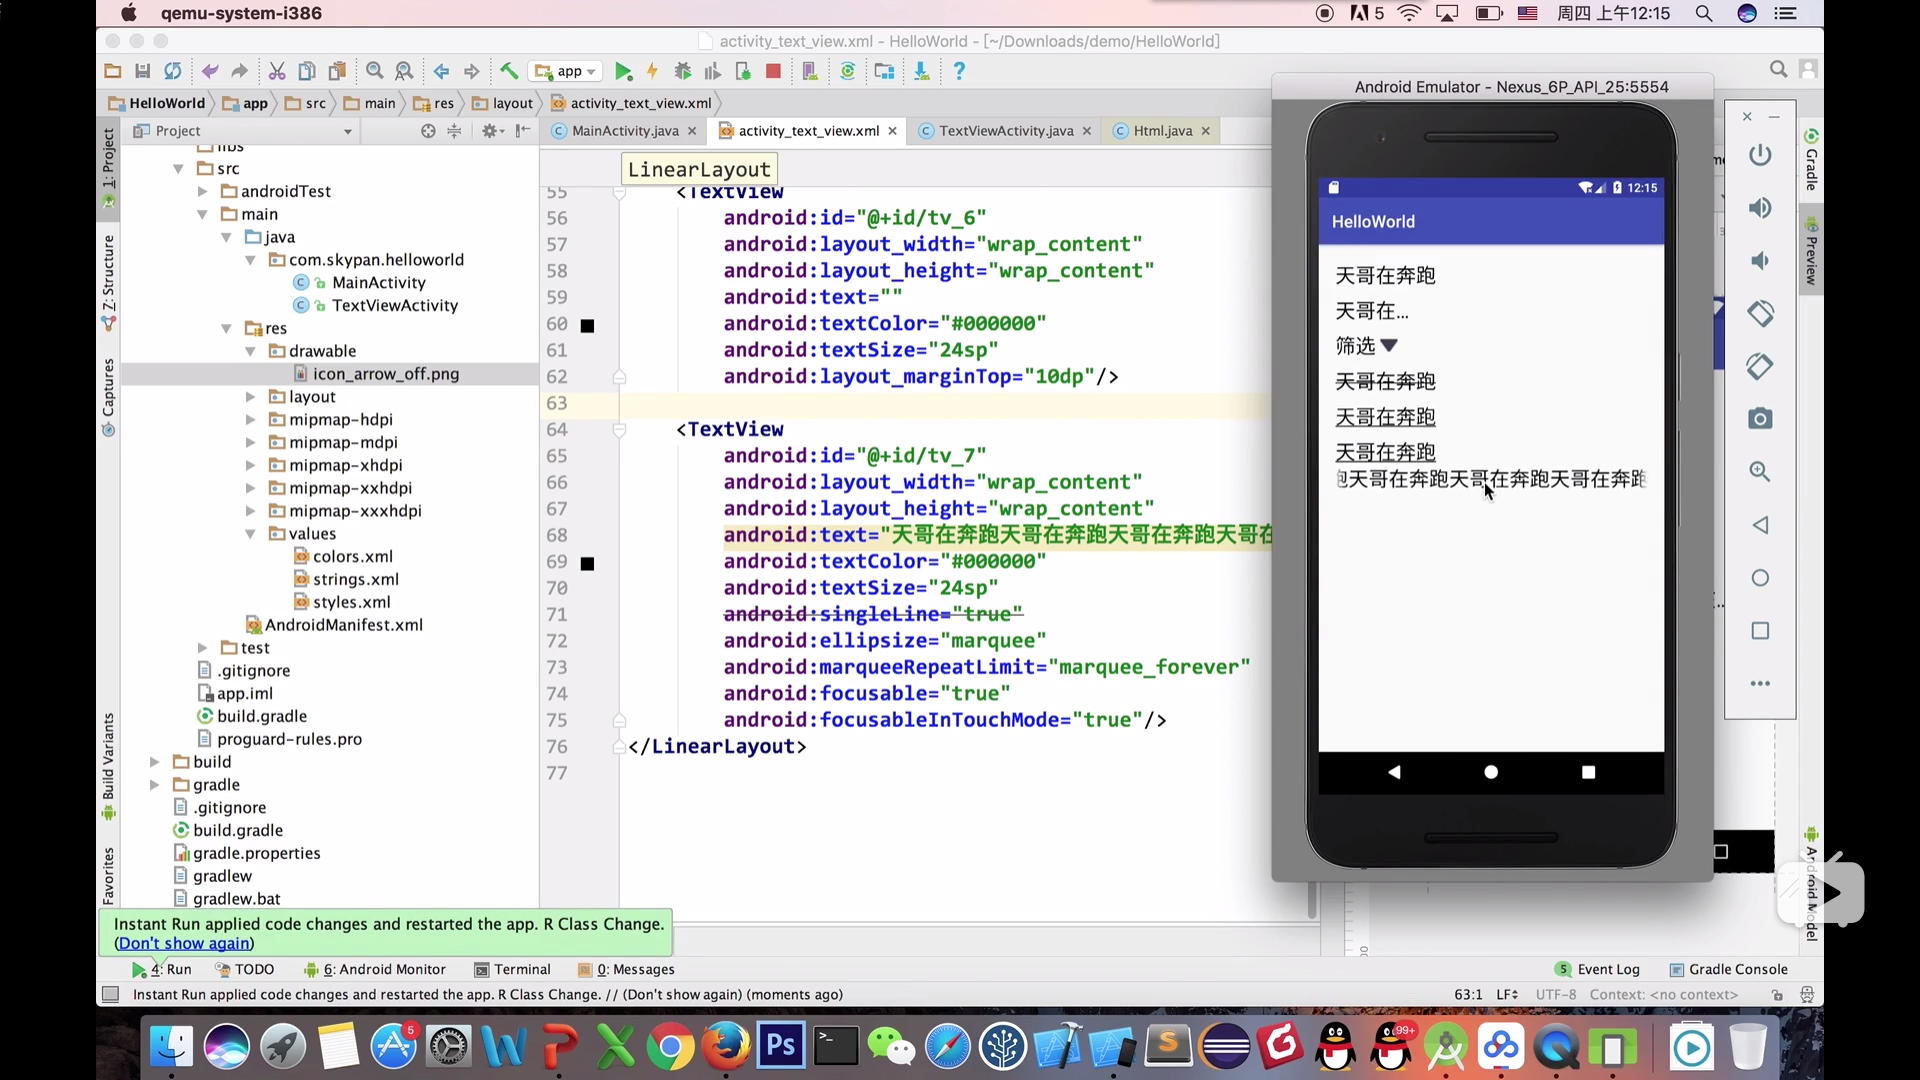 qemu-system-i386
5
周四 上午12:15
activity_text_view.xml - HelloWorld - [~/Downloads/demo/HelloWorld]
app
HelloWorld
app
src
main
res
layout
activity_text_view.xml
Project
MainActivity.java
activity_text_view.xml
TextViewActivity.java
Html.java
1: Project
Z: Structure
Captures
Build Variants
Favorites
libs
src
androidTest
main
java
com.skypan.helloworld
MainActivity
TextViewActivity
res
drawable
icon_arrow_off.png
layout
mipmap-hdpi
mipmap-mdpi
mipmap-xhdpi
mipmap-xxhdpi
mipmap-xxxhdpi
values
colors.xml
strings.xml
styles.xml
AndroidManifest.xml
test
.gitignore
app.iml
build.gradle
proguard-rules.pro
build
gradle
.gitignore
build.gradle
gradle.properties
gradlew
gradlew.bat
LinearLayout
55 <TextView
56 android:id="@+id/tv_6"
57 android:layout_width="wrap_content"
58 android:layout_height="wrap_content"
59 android:text=""
60 android:textColor="#000000"
61 android:textSize="24sp"
62 android:layout_marginTop="10dp"/>
63
64 <TextView
65 android:id="@+id/tv_7"
66 android:layout_width="wrap_content"
67 android:layout_height="wrap_content"
68 android:text="天哥在奔跑天哥在奔跑天哥在奔跑天哥在
69 android:textColor="#000000"
70 android:textSize="24sp"
71 android:singleLine="true"
72 android:ellipsize="marquee"
73 android:marqueeRepeatLimit="marquee_forever"
74 android:focusable="true"
75 android:focusableInTouchMode="true"/>
76 </LinearLayout>
77
Android Emulator - Nexus_6P_API_25:5554
12:15
HelloWorld
天哥在奔跑
天哥在...
筛选
天哥在奔跑
天哥在奔跑
天哥在奔跑
跑天哥在奔跑天哥在奔跑天哥在奔跑
Gradle
Preview
Android Model
Instant Run applied code changes and restarted the app. R Class Change.
(Don't show again)
4: Run
TODO
6: Android Monitor
Terminal
0: Messages
5 Event Log
Gradle Console
Instant Run applied code changes and restarted the app. R Class Change. // (Don't show again) (moments ago)
63:1
LF
UTF-8
Context: <no context>
5
Ps
99+